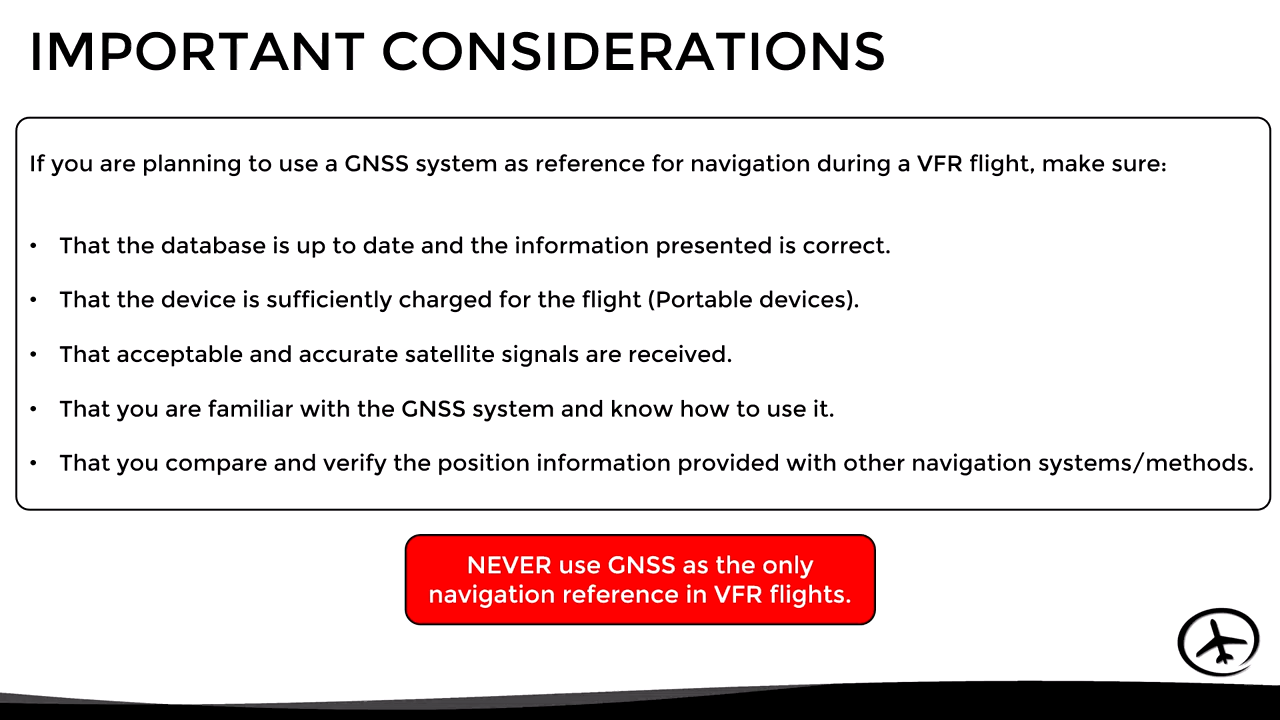 IMPORTANT CONSIDERATIONS
If you are planning to use a GNSS system as reference for navigation during a VFR flight, make sure:
• That the database is up to date and the information presented is correct.
• That the device is sufficiently charged for the flight (Portable devices).
• That acceptable and accurate satellite signals are received.
• That you are familiar with the GNSS system and know how to use it.
• That you compare and verify the position information provided with other navigation systems/methods.
NEVER use GNSS as the only
navigation reference in VFR flights.